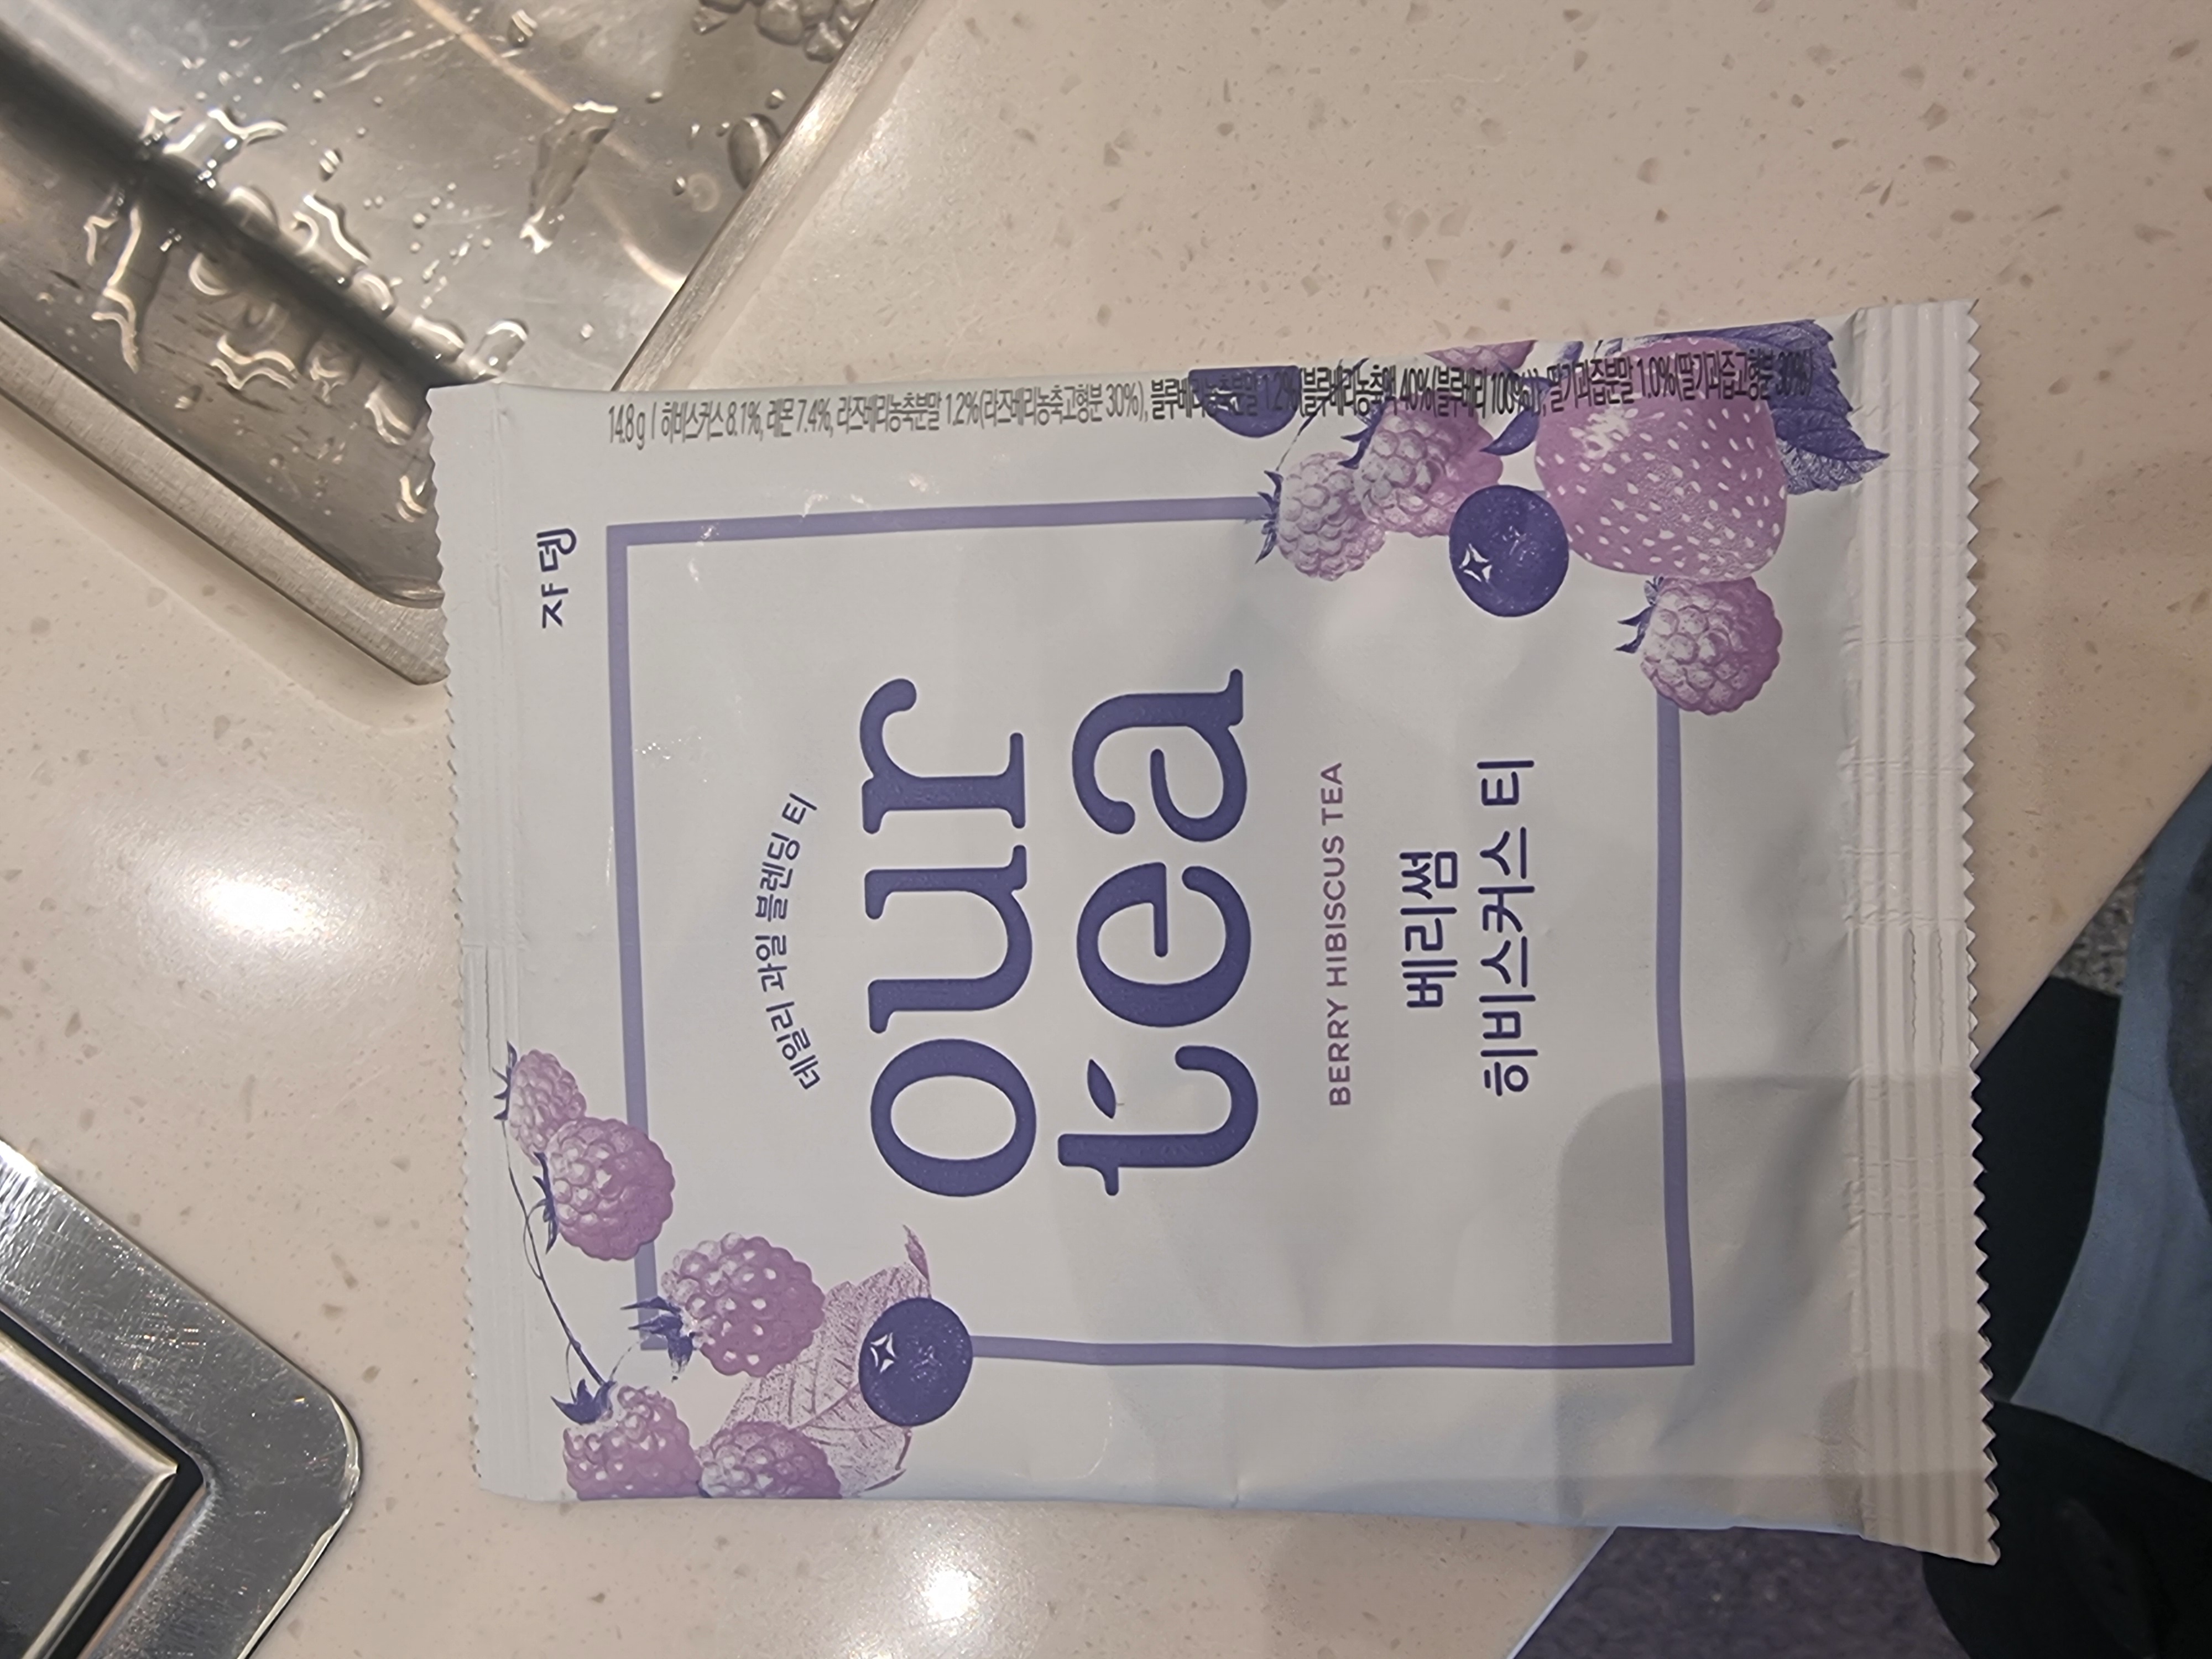 쟈뎅
데일리 과일 블렌딩 티
our
tea
BERRY HIBISCUS TEA
베리썸
히비스커스 티
14.8g | 히비스커스 8.1%, 레몬 7.4%, 라즈베리농축분말 1.2%(라즈베리농축고형분 30%), 블루베리농축분말 1.2%(블루베리농축액 40%(블루베리 100%)), 딸기과즙분말 1.0%(딸기과즙고형분 30%)